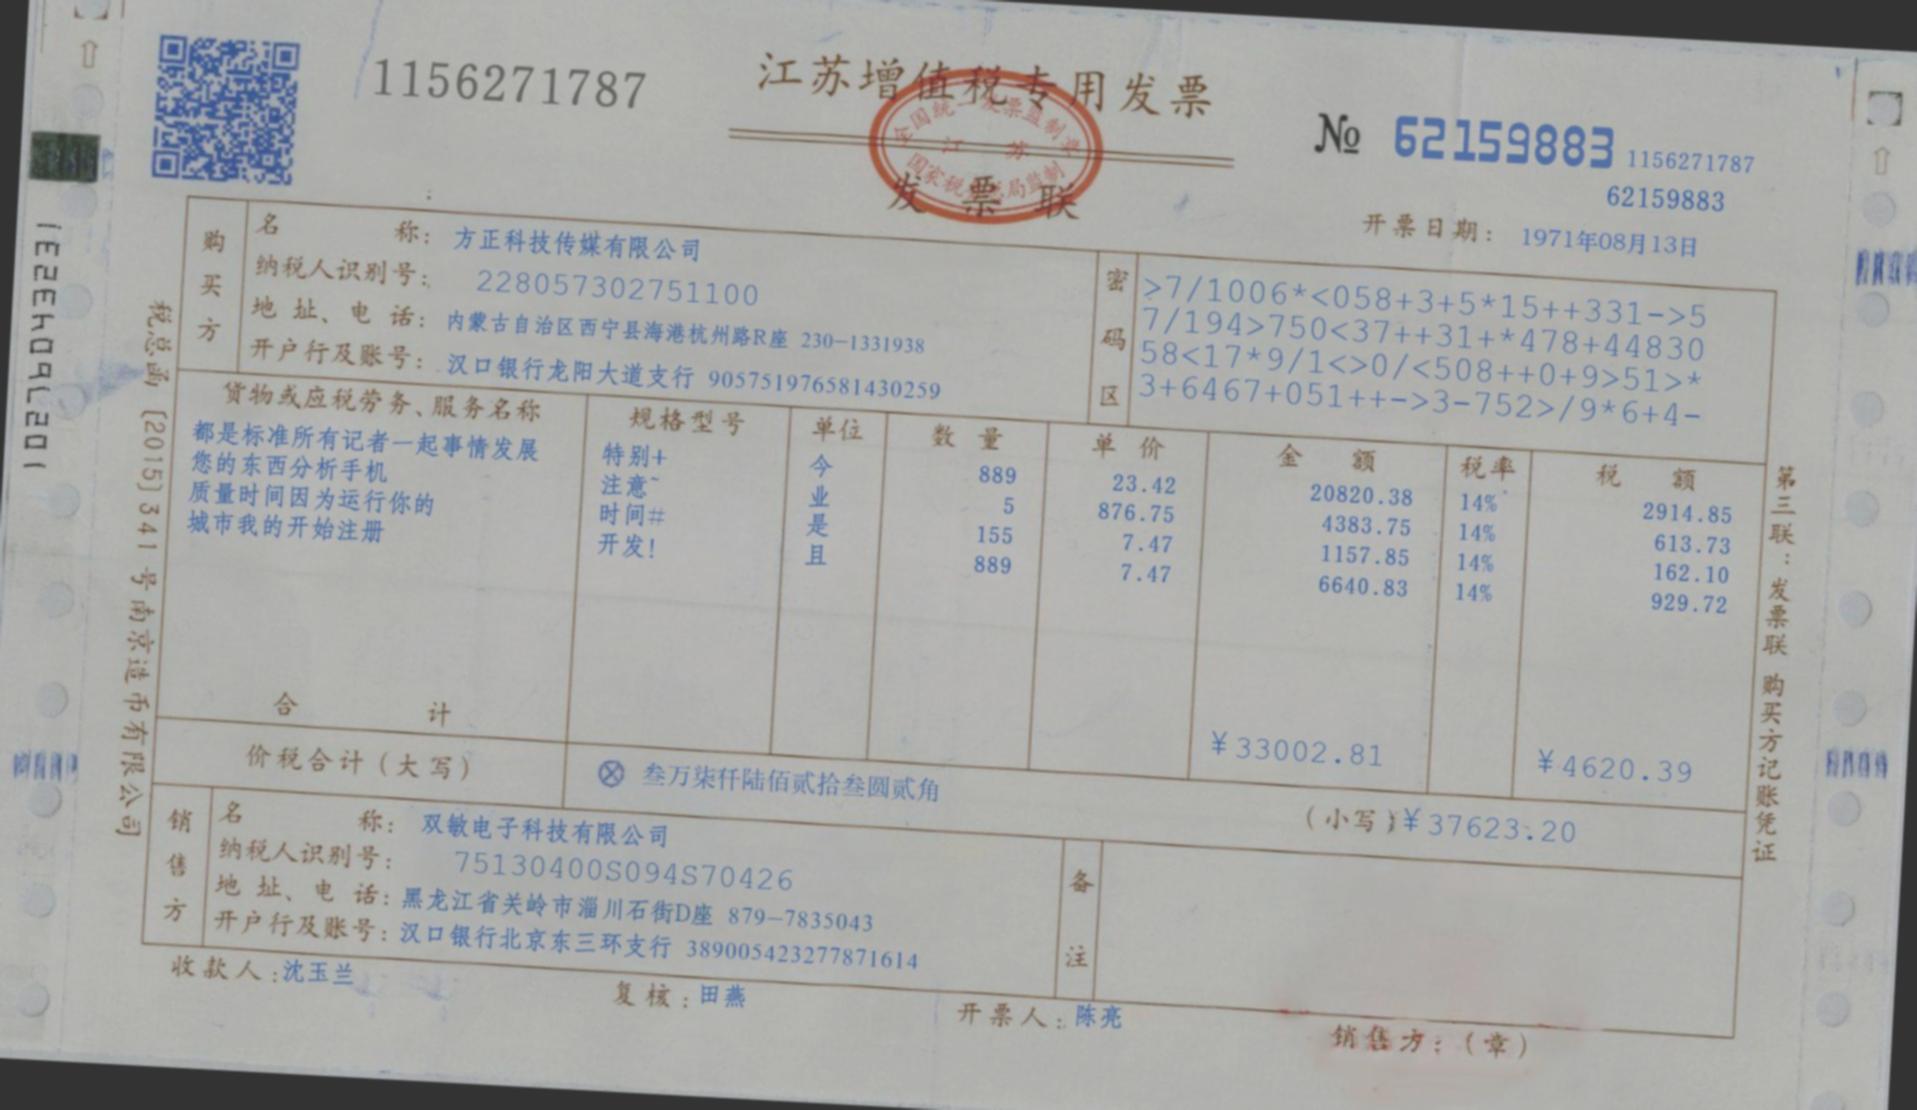 1156271787
江苏增值税专用发票
全国统一发票监制章
江 苏
国家税务总局监制
发 票 联
№ 62159883 1156271787
62159883
开票日期: 1971年08月13日
税总函〔2015〕341号南京造币有限公司
购买方
名 称: 方正科技传媒有限公司
纳税人识别号: 228057302751100
地 址、电 话: 内蒙古自治区西宁县海港杭州路R座 230-1331938
开户行及账号: 汉口银行龙阳大道支行 9057519765814302​59
密码区
>7/1006*<058+3+5*15++331->5
7/194>750<37++31+*478+44830
58<17*9/1<>0/<508++0+9>51>*
3+6467+051++->3-752>/9*6+4-
货物或应税劳务、服务名称 规格型号 单位 数 量 单 价 金 额 税率 税 额
都是标准所有记者一起事情发展 特别+ 今 889 23.42 20820.38 14% 2914.85
您的东西分析手机 注意~ 业 5 876.75 4383.75 14% 613.73
质量时间因为运行你的 时间# 是 155 7.47 1157.85 14% 162.10
城市我的开始注册 开发! 且 889 7.47 6640.83 14% 929.72
合 计 ¥33002.81 ¥4620.39
价税合计(大写) ⊗ 叁万柒仟陆佰贰拾叁圆贰角 (小写)¥37623.20
销售方
名 称: 双敏电子科技有限公司
纳税人识别号: 75130400S094S70426
地 址、电 话: 黑龙江省关岭市淄川石街D座 879-7835043
开户行及账号: 汉口银行北京东三环支行 389005423277871614
备注
收款人:沈玉兰 复核:田燕 开票人:陈亮 销售方:(章)
第三联:发票联 购买方记账凭证